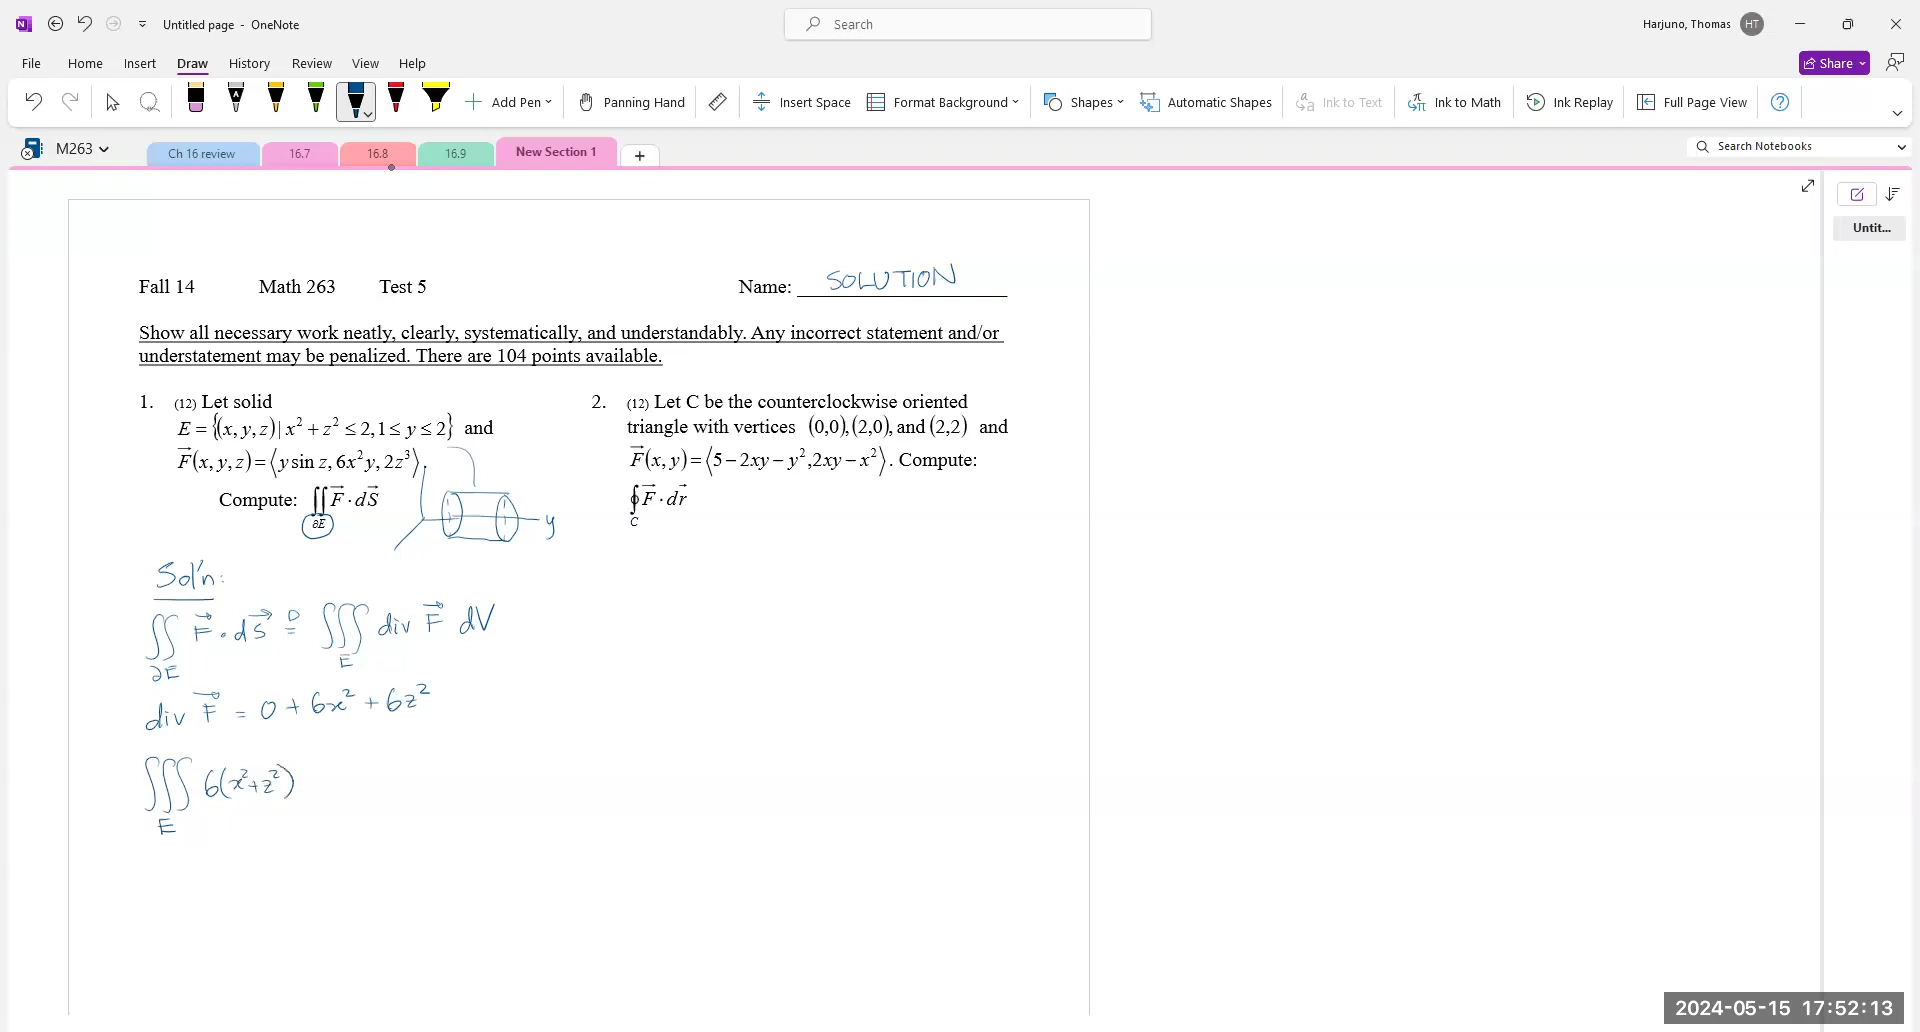 Untitled page - OneNote
Search
Harjuno, Thomas HT
File Home Insert Draw History Review View Help
Share
Add Pen Panning Hand Insert Space Format Background Shapes Automatic Shapes Ink to Text Ink to Math Ink Replay Full Page View
M263 Ch 16 review 16.7 16.8 16.9 New Section 1 + Search Notebooks
Untit...
Fall 14 Math 263 Test 5 Name: SOLUTION
Show all necessary work neatly, clearly, systematically, and understandably. Any incorrect statement and/or
understatement may be penalized. There are 104 points available.
1. (12) Let solid
E = {(x, y, z) | x² + z² ≤ 2, 1 ≤ y ≤ 2} and
F⃗(x, y, z) = ⟨y sin z, 6x²y, 2z³⟩.
Compute: ∬_∂E F⃗ · dS⃗
y
2. (12) Let C be the counterclockwise oriented
triangle with vertices (0,0), (2,0), and (2,2) and
F⃗(x, y) = ⟨5 − 2xy − y², 2xy − x²⟩. Compute:
∮_C F⃗ · dr⃗
Sol'n:
∬_∂E F⃗ · dS⃗ =^D ∭_E div F⃗ dV
div F⃗ = 0 + 6x² + 6z²
∭_E 6(x²+z²)
2024-05-15 17:52:13